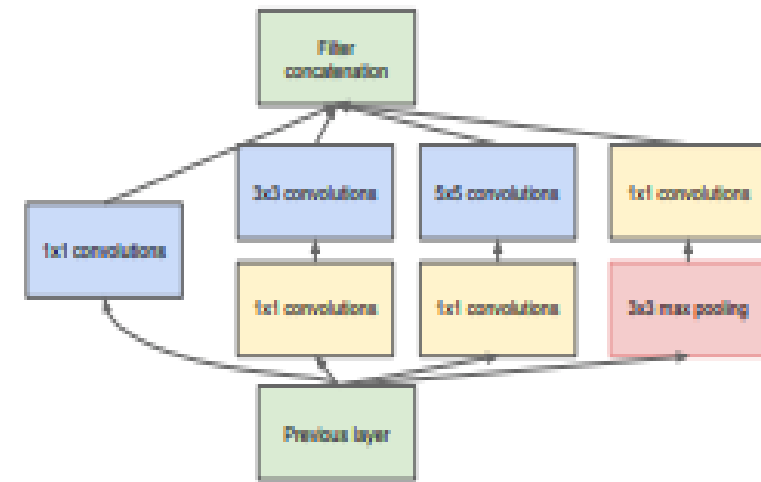 Filter
concatenation
3x3 convolutions
5x5 convolutions
1x1 convolutions
1x1 convolutions
1x1 convolutions
1x1 convolutions
3x3 max pooling
Previous layer